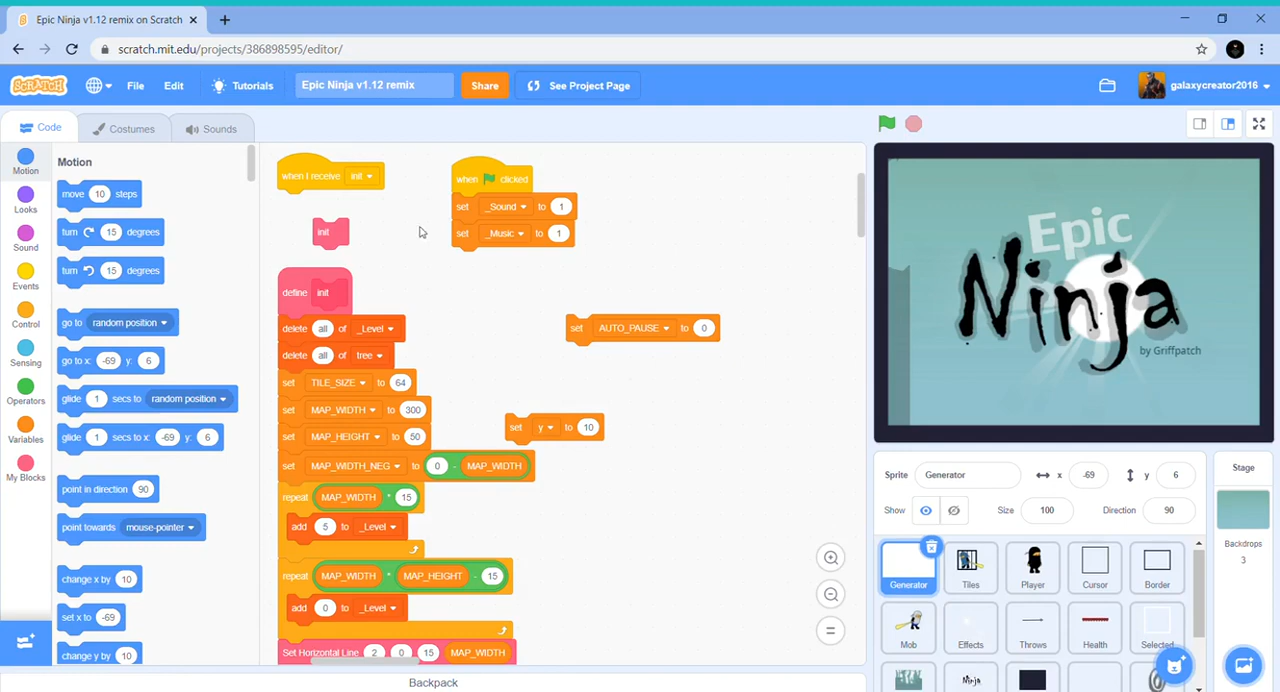 Epic Ninja v1.12 remix on Scratch
scratch.mit.edu/projects/386898595/editor/
SCRATCH File Edit Tutorials Epic Ninja v1.12 remix Share See Project Page galaxycreator2016
Code Costumes Sounds
Motion
Looks
Sound
Events
Control
Sensing
Operators
Variables
My Blocks
Motion
move 10 steps
turn 15 degrees
turn 15 degrees
go to random position
go to x: -69 y: 6
glide 1 secs to random position
glide 1 secs to x: -69 y: 6
point in direction 90
point towards mouse-pointer
change x by 10
set x to -69
change y by 10
when I receive init
init
define init
delete all of _Level
delete all of tree
set TILE_SIZE to 64
set MAP_WIDTH to 300
set MAP_HEIGHT to 50
set MAP_WIDTH_NEG to 0 - MAP_WIDTH
repeat MAP_WIDTH * 15
add 5 to _Level
repeat MAP_WIDTH * MAP_HEIGHT - 15
add 0 to _Level
Set Horizontal Line 2 0 15 MAP_WIDTH
when clicked
set _Sound to 1
set _Music to 1
set AUTO_PAUSE to 0
set y to 10
Epic
Ninja
by Griffpatch
Sprite Generator x -69 y 6
Show Size 100 Direction 90
Generator Tiles Player Cursor Border
Mob Effects Throws Health Selected
Ninja
Stage
Backdrops
3
Backpack